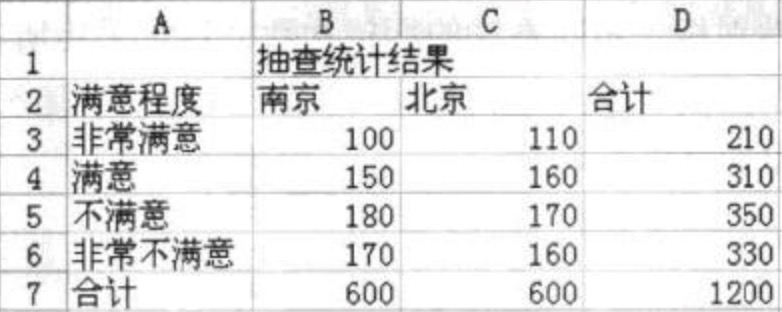 A B C D
1 抽查统计结果
2 满意程度 南京 北京 合计
3 非常满意 100 110 210
4 满意 150 160 310
5 不满意 180 170 350
6 非常不满意 170 160 330
7 合计 600 600 1200